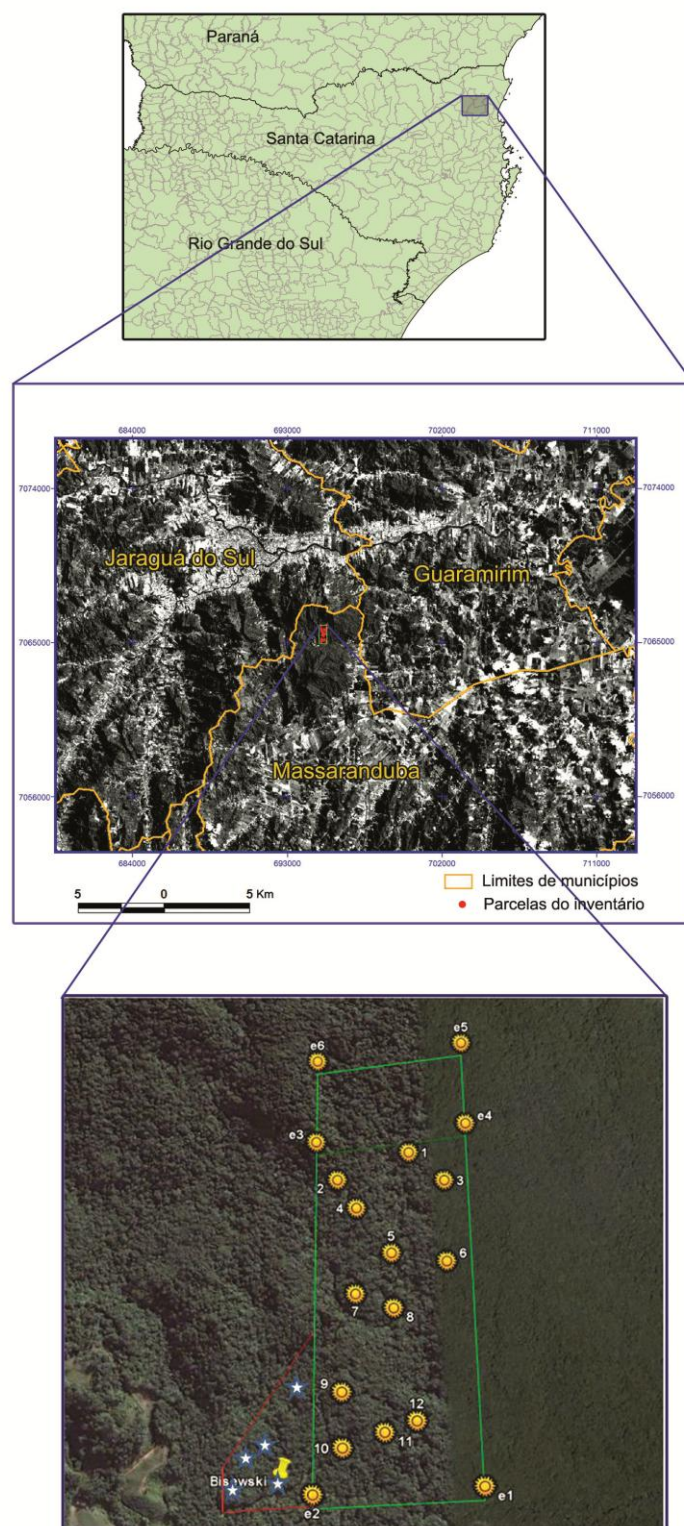 Paraná
Santa Catarina
Rio Grande do Sul
684000 693000 702000 711000
7074000 7074000
Jaraguá do Sul
Guaramirim
7065000 7065000
Massaranduba
7056000 7056000
684000 693000 702000 711000
5 0 5 Km
Limites de municípios
Parcelas do inventário
e5
e6
e4
e3
1
2 3
4
5
6
7
8
9
12
11
10
Bisewski
e1
e2